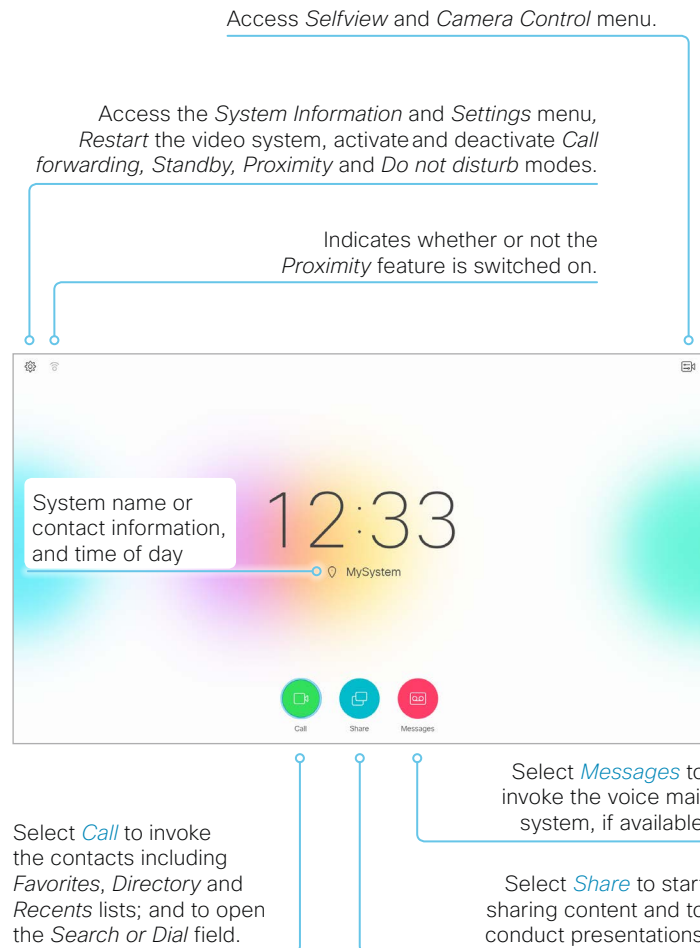 Access Selfview and Camera Control menu.
Access the System Information and Settings menu,
Restart the video system, activate and deactivate Call
forwarding, Standby, Proximity and Do not disturb modes.
Indicates whether or not the
Proximity feature is switched on.
System name or
contact information,
and time of day
12:33
MySystem
Call
Share
Messages
Select Messages to
invoke the voice mai
system, if available
Select Call to invoke
the contacts including
Favorites, Directory and
Recents lists; and to open
the Search or Dial field.
Select Share to start
sharing content and to
conduct presentations